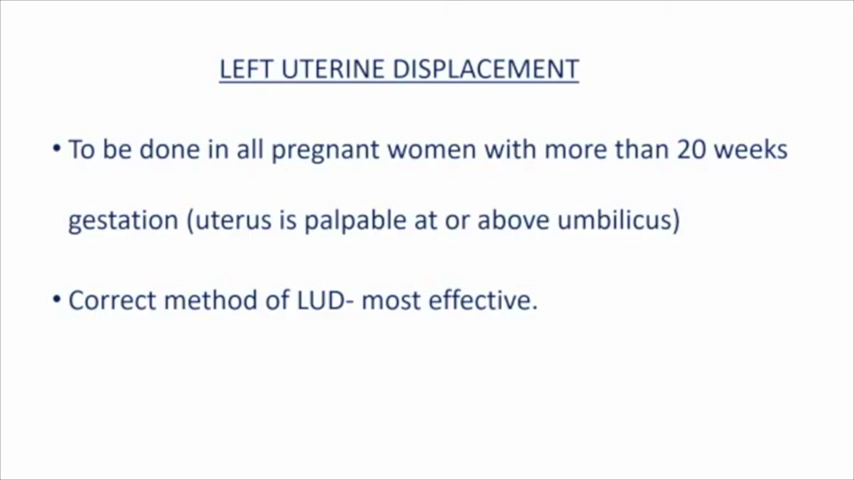 LEFT UTERINE DISPLACEMENT
• To be done in all pregnant women with more than 20 weeks
gestation (uterus is palpable at or above umbilicus)
• Correct method of LUD- most effective.